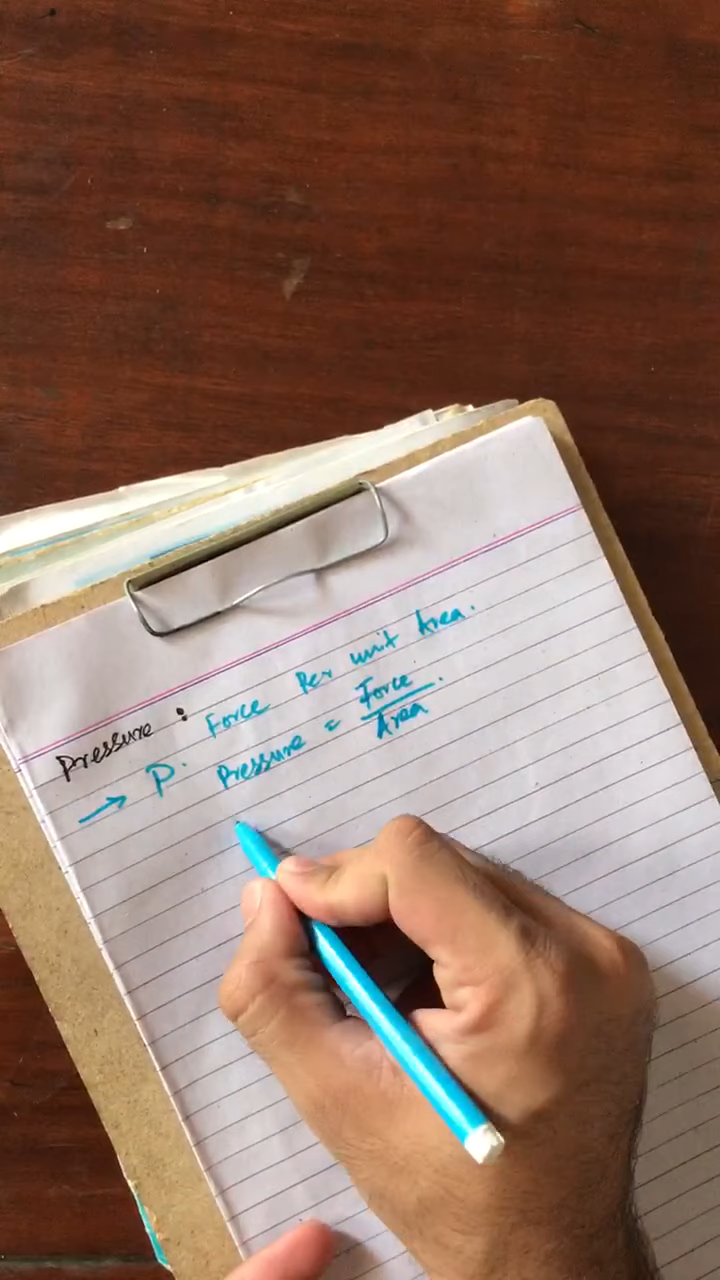 Pressure : Force Per unit Area.
→ P. Pressure = Force / Area.